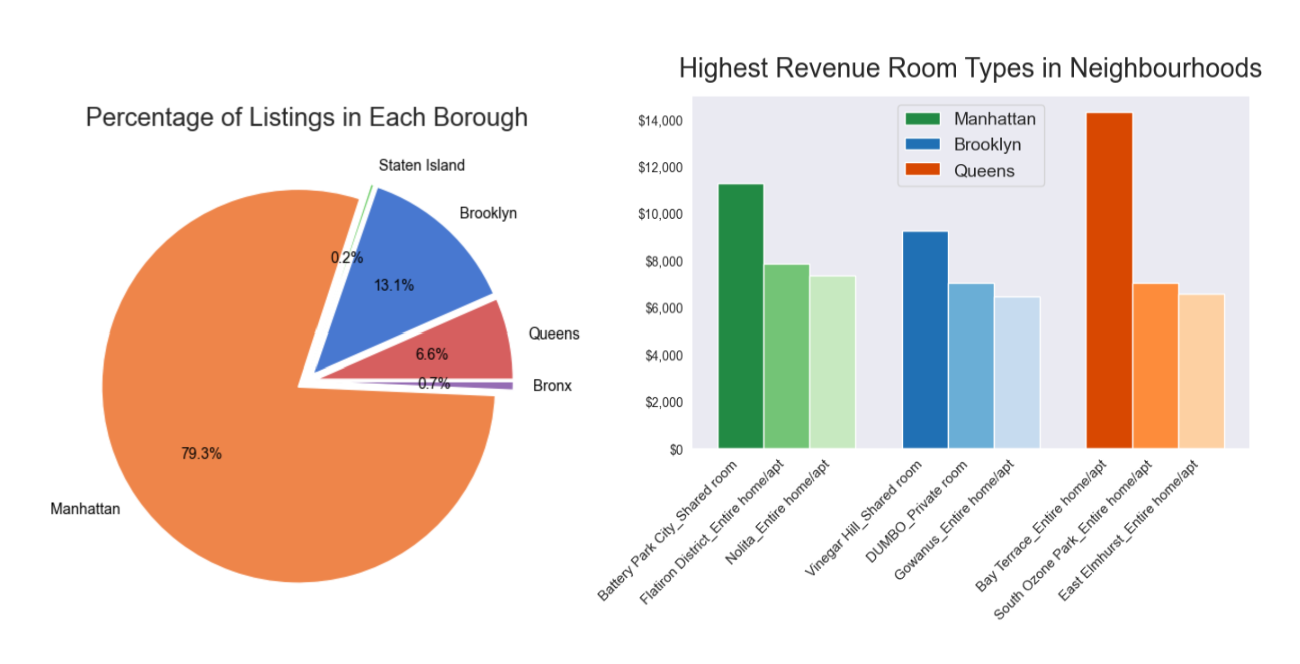 Percentage of Listings in Each Borough
Staten Island
Brooklyn
0.2%
13.1%
Queens
6.6%
0.7%
Bronx
79.3%
Manhattan
Highest Revenue Room Types in Neighbourhoods
$14,000
$12,000
$10,000
$8,000
$6,000
$4,000
$2,000
$0
Manhattan
Brooklyn
Queens
Battery Park City_Shared room
Flatiron District_Entire home/apt
Nolita_Entire home/apt
Vinegar Hill_Shared room
DUMBO_Private room
Gowanus_Entire home/apt
Bay Terrace_Entire home/apt
South Ozone Park_Entire home/apt
East Elmhurst_Entire home/apt